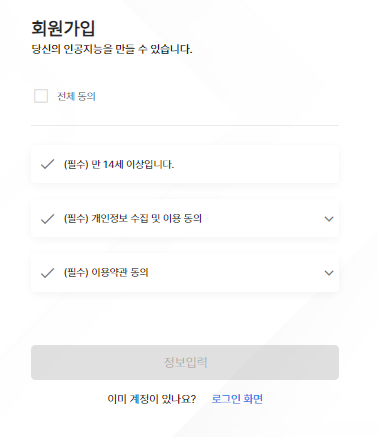 회원가입
당신의 인공지능을 만들 수 있습니다.
전체 동의
(필수) 만 14세 이상입니다.
(필수) 개인정보 수집 및 이용 동의
(필수) 이용약관 동의
정보입력
이미 계정이 있나요? 로그인 화면